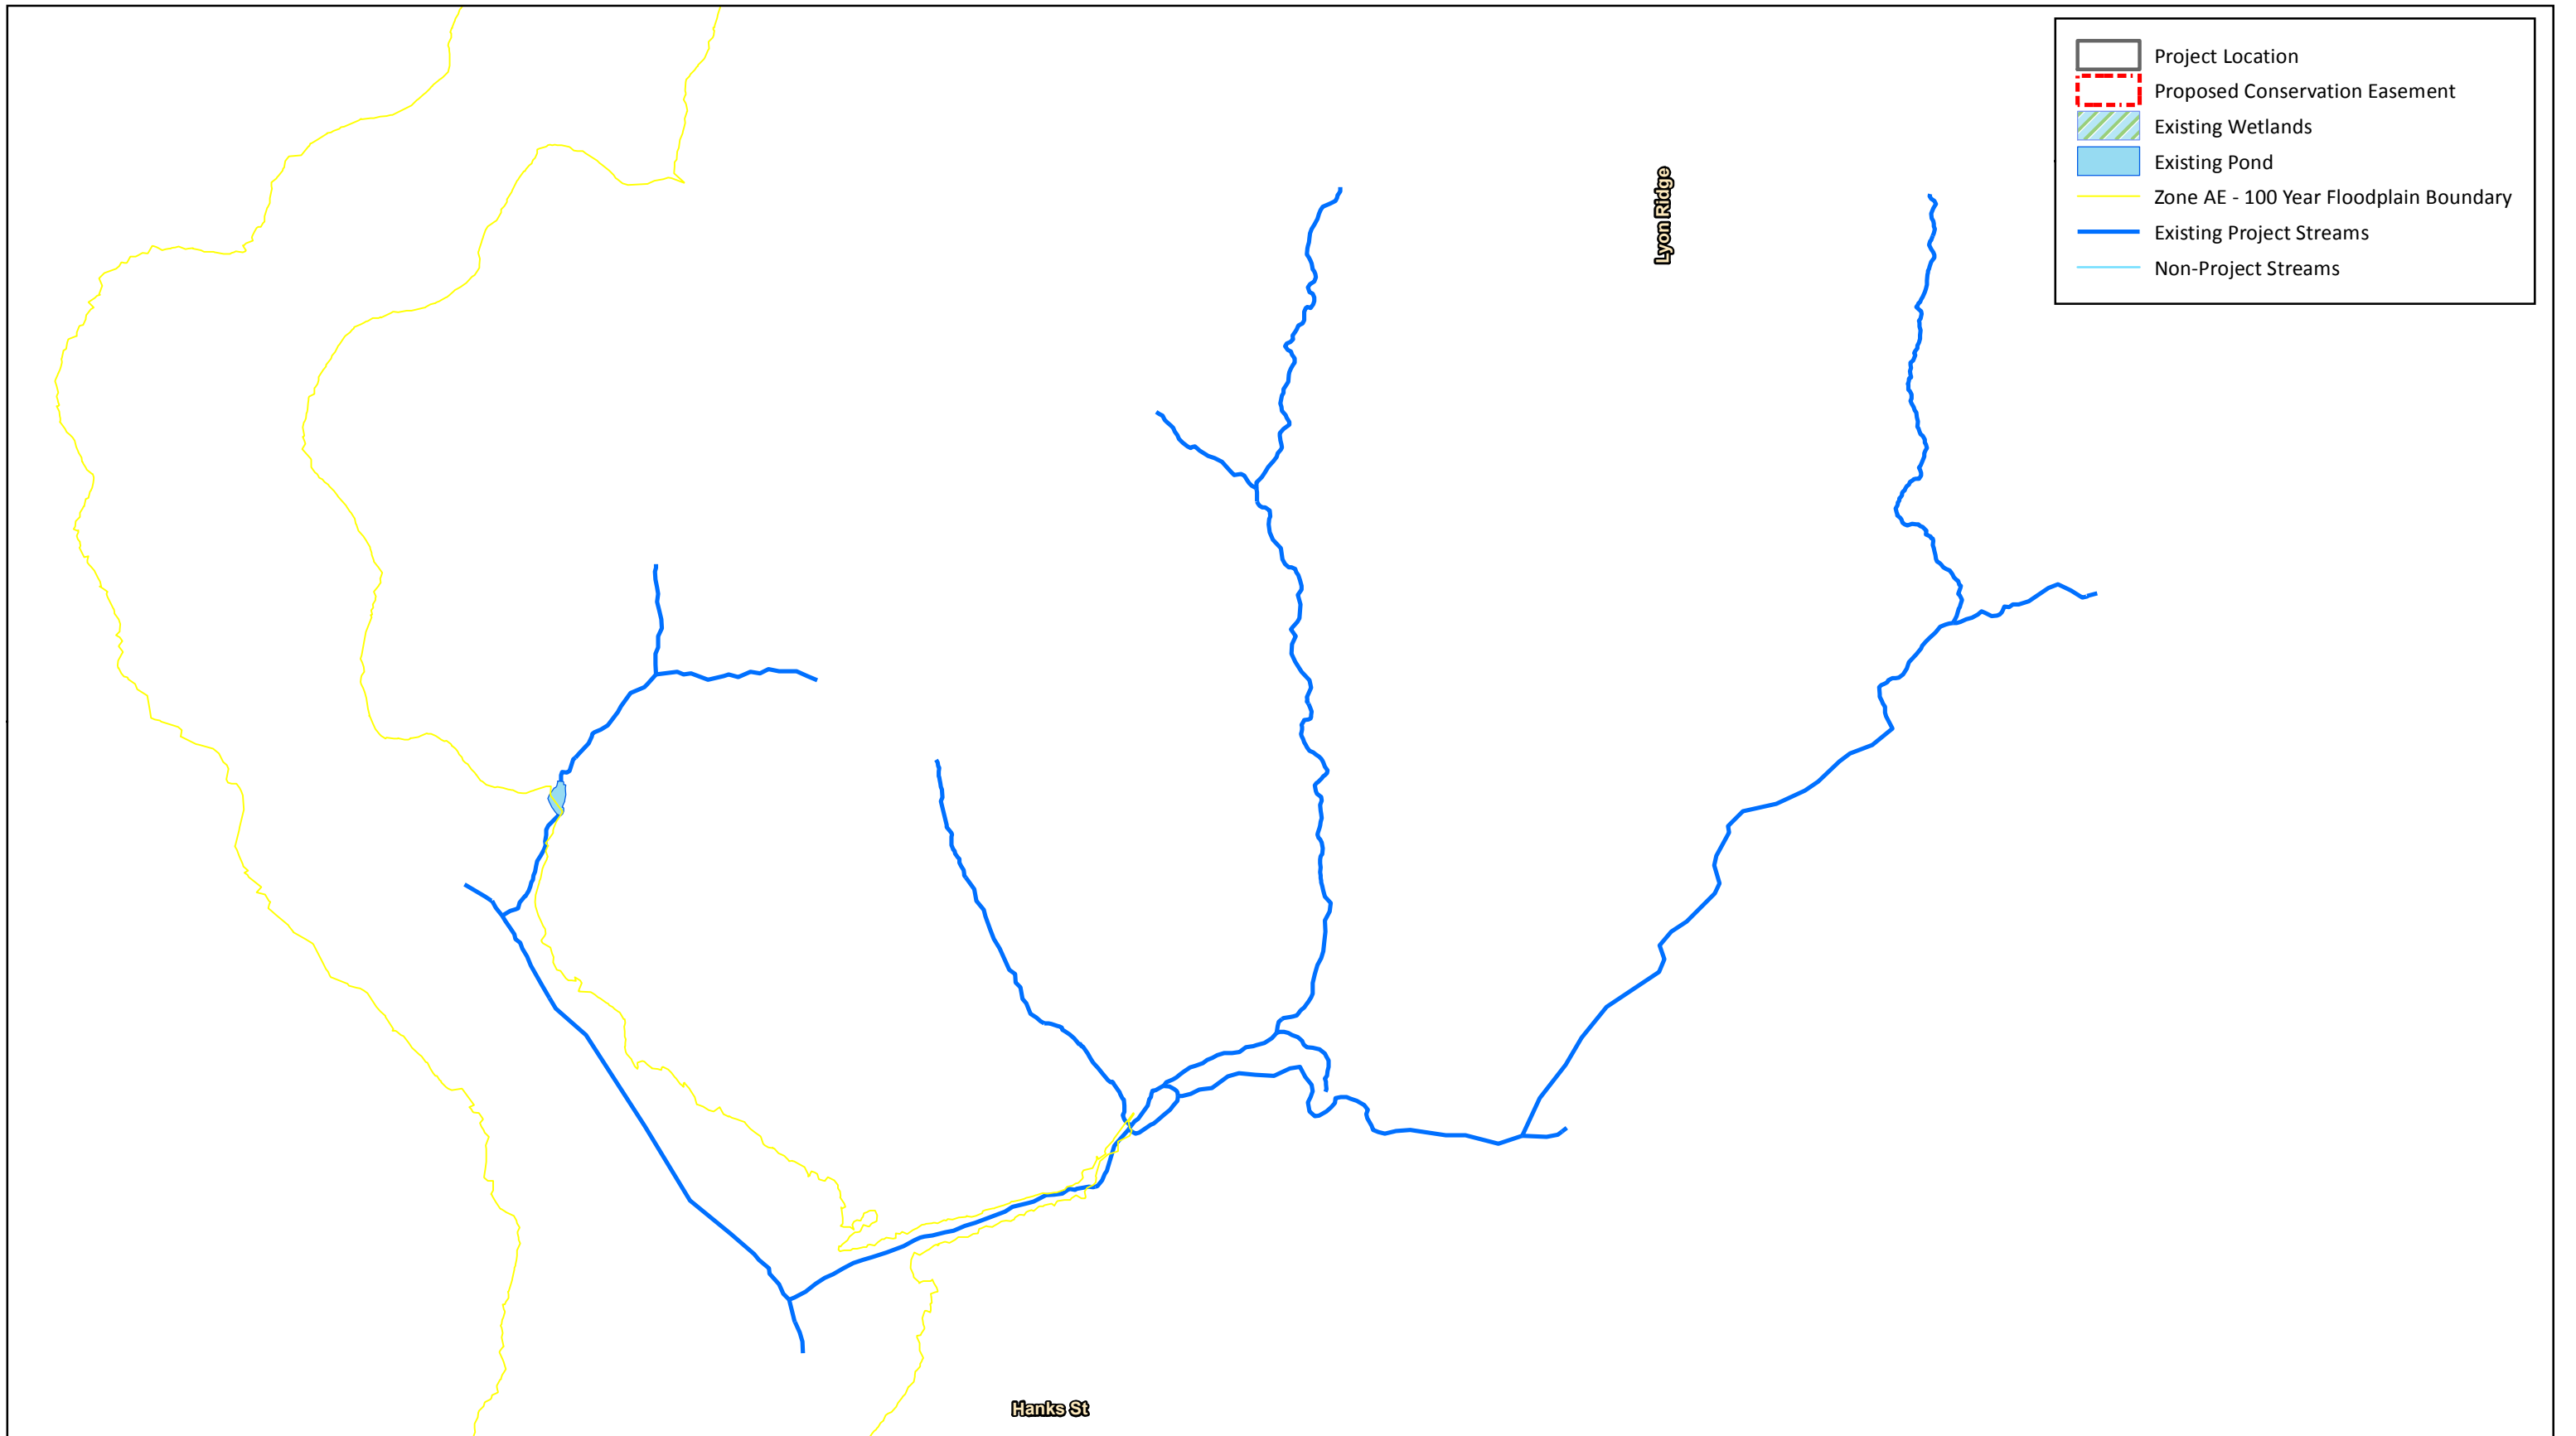 Project Location
Proposed Conservation Easement
Existing Wetlands
Existing Pond
Zone AE - 100 Year Floodplain Boundary
Existing Project Streams
Non-Project Streams
Lyon Ridge
Hanks St